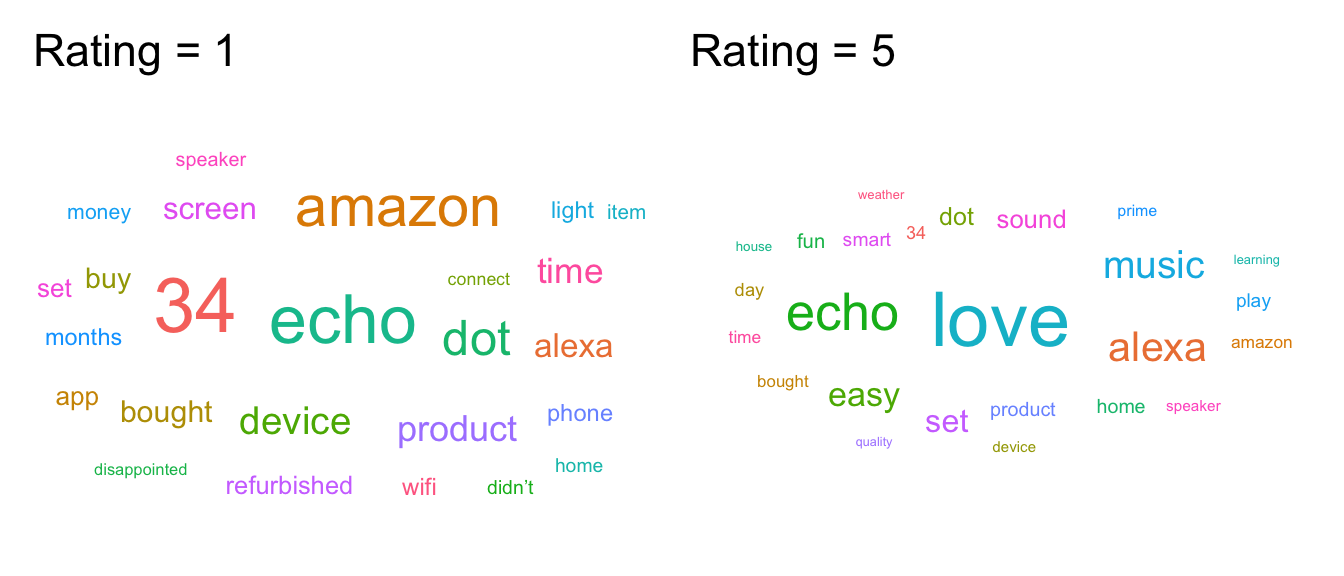 Rating = 1
speaker
money screen amazon light item
set buy 34 echo connect time
months dot alexa
app bought device product phone
disappointed refurbished wifi didn’t home
Rating = 5
weather
house fun smart 34 dot sound prime
day echo love music learning
time play
bought easy alexa amazon
set product home speaker
quality device